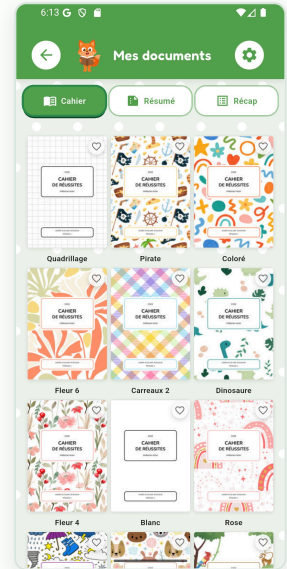 6:13 G
Mes documents
Cahier
Résumé
Récap
CAHIER
DE RÉUSSITES
CAHIER
DE RÉUSSITES
CAHIER
DE RÉUSSITES
Quadrillage
Pirate
Coloré
CAHIER
DE RÉUSSITES
CAHIER
DE RÉUSSITES
CAHIER
DE RÉUSSITES
Fleur 6
Carreaux 2
Dinosaure
CAHIER
DE RÉUSSITES
CAHIER
DE RÉUSSITES
CAHIER
DE RÉUSSITES
Fleur 4
Blanc
Rose